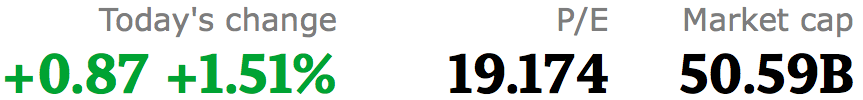 Today's change P/E Market cap
+0.87 +1.51% 19.174 50.59B